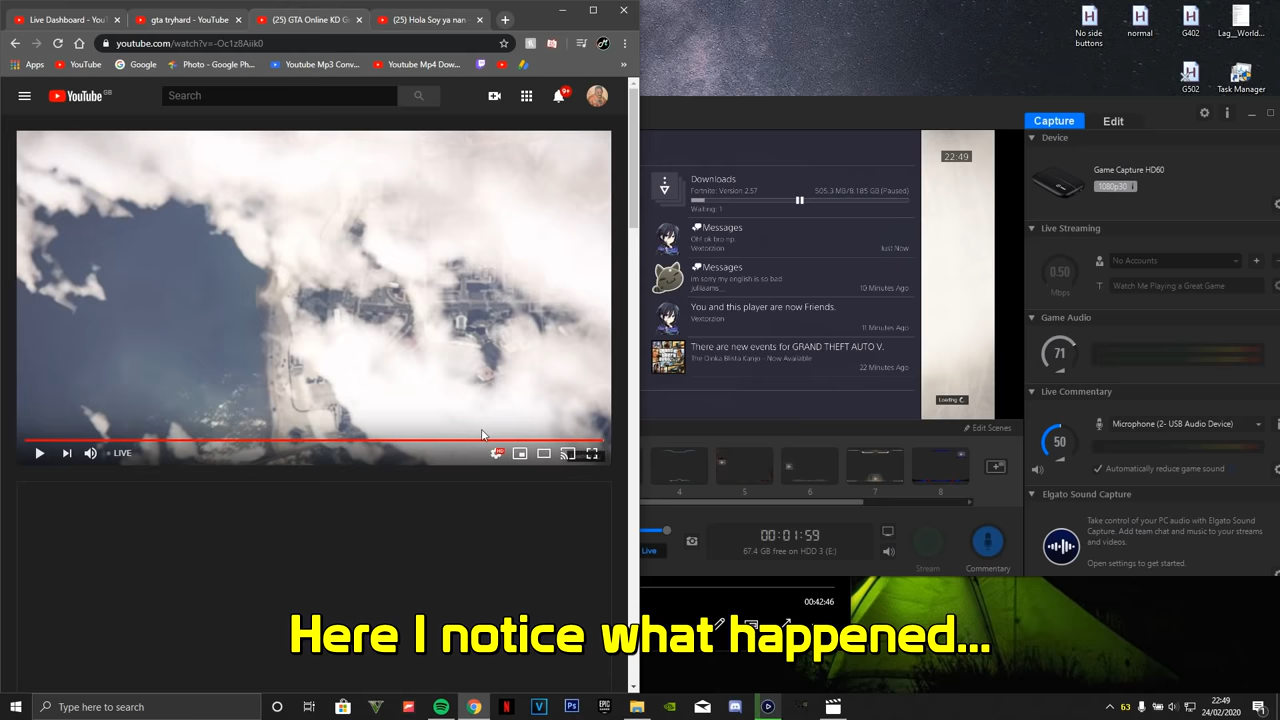 Live Dashboard - You
gta tryhard - YouTube
(25) GTA Online KD G
(25) Hola Soy ya nan
youtube.com/watch?v=-Oc1z8Aiik0
Apps
YouTube
Google
Photo - Google Ph...
Youtube Mp3 Conv...
Youtube Mp4 Dow...
YouTube GB
Search
9+
LIVE
HD
No side
buttons
normal
G402
Lag__World...
G502
Task Manager
Capture
Edit
Device
Game Capture HD60
1080p30
Live Streaming
0.50
Mbps
No Accounts
Watch Me Playing a Great Game
Game Audio
71
Live Commentary
50
Microphone (2- USB Audio Device)
Automatically reduce game sound
Elgato Sound Capture
Take control of your PC audio with Elgato Sound
Capture. Add team chat and music to your streams
and videos.
Open settings to get started.
22:49
Downloads
Fortnite: Version 2.57
505.3 MB/8.185 GB (Paused)
Waiting: 1
Messages
Oh! ok bro np.
Vextorzion
Just Now
Messages
im sorry my english is so bad
10 Minutes Ago
You and this player are now Friends.
Vextorzion
11 Minutes Ago
There are new events for GRAND THEFT AUTO V.
The Dinka Blista Kanjo - Now Available
22 Minutes Ago
Loading
Edit Scenes
4
5
6
7
8
Live
00:01:59
67.4 GB free on HDD 3 (E:)
Stream
Commentary
00:42:46
Here I notice what happened...
Type here to search
63
22:49
24/02/2020